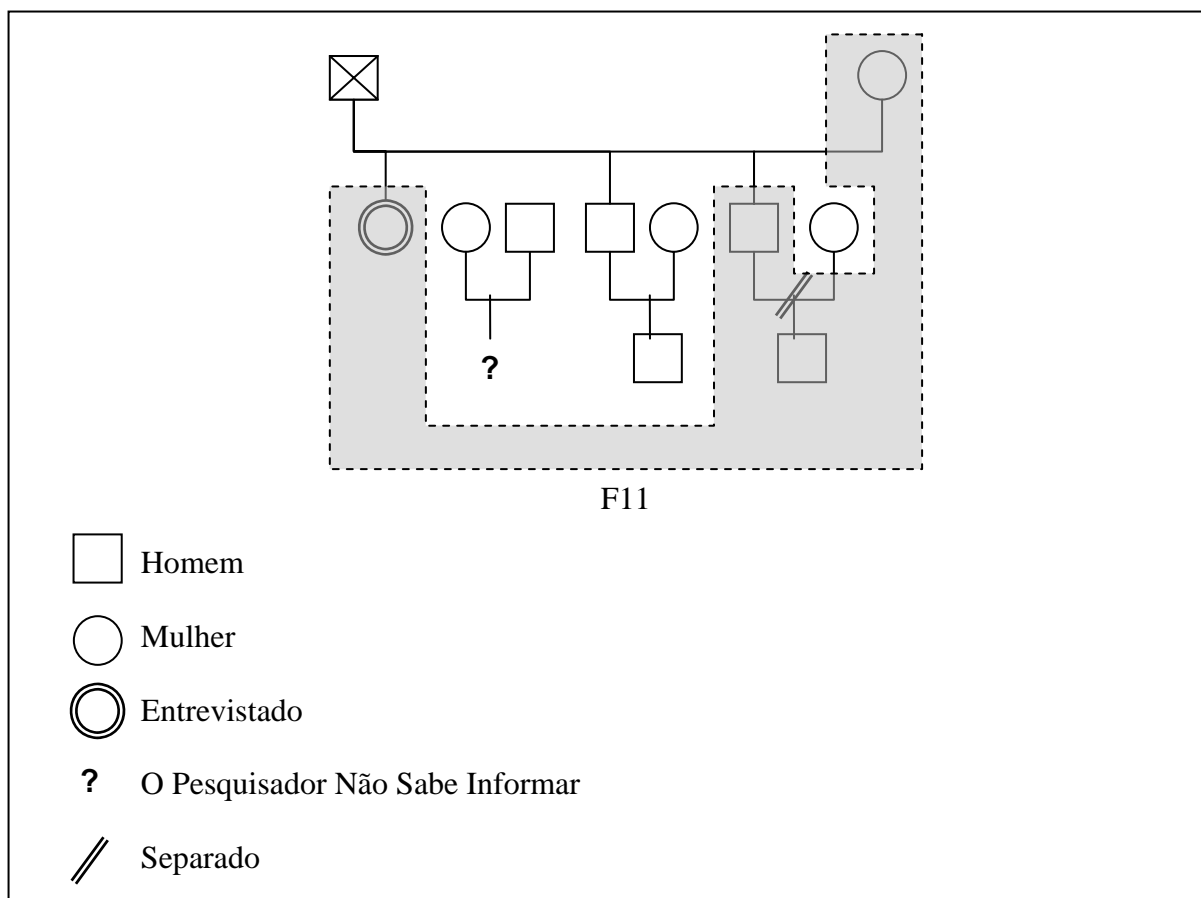 ?
F11
Homem
Mulher
Entrevistado
? O Pesquisador Não Sabe Informar
Separado